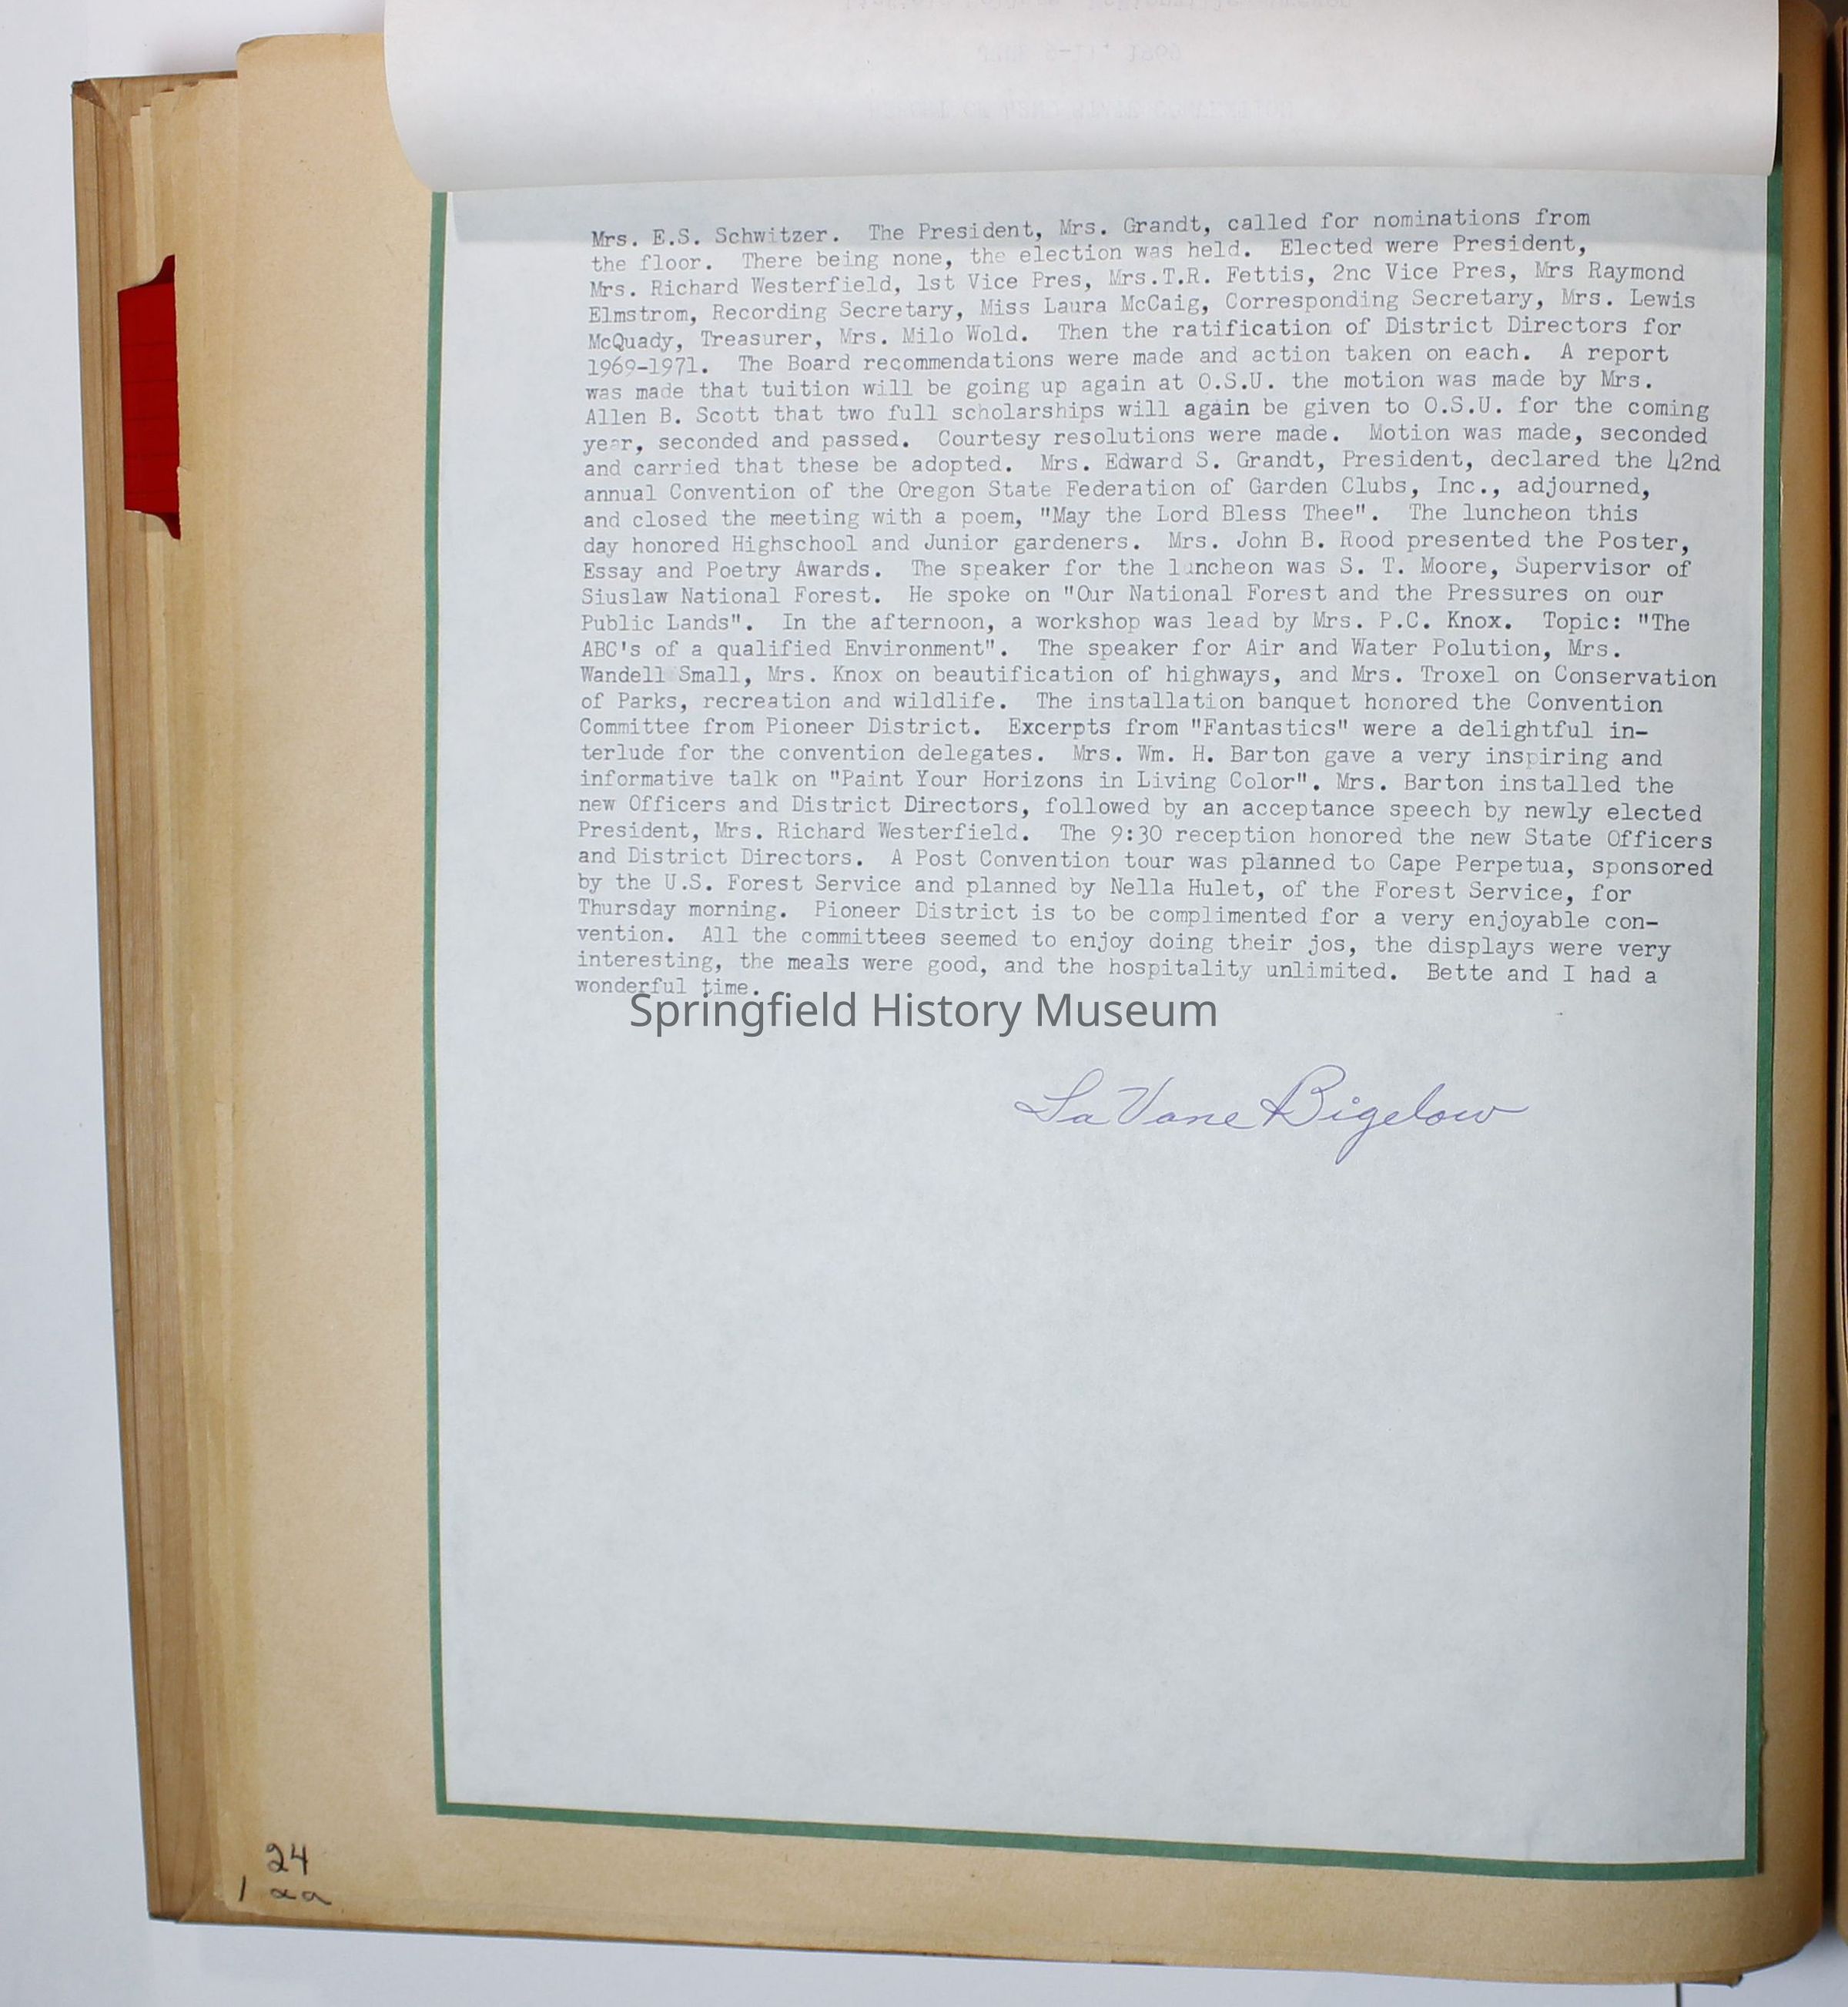 Mrs. E.S. Schwitzer. The President, Mrs. Grandt, called for nominations from
the floor. There being none, the election was held. Elected were President,
Mrs. Richard Westerfield, 1st Vice Pres, Mrs.T.R. Fettis, 2nc Vice Pres, Mrs Raymond
Elmstrom, Recording Secretary, Miss Laura McCaig, Corresponding Secretary, Mrs. Lewis
McQuady, Treasurer, Mrs. Milo Wold. Then the ratification of District Directors for
1969-1971. The Board recommendations were made and action taken on each. A report
was made that tuition will be going up again at O.S.U. the motion was made by Mrs.
Allen B. Scott that two full scholarships will again be given to O.S.U. for the coming
year, seconded and passed. Courtesy resolutions were made. Motion was made, seconded
and carried that these be adopted. Mrs. Edward S. Grandt, President, declared the 42nd
annual Convention of the Oregon State Federation of Garden Clubs, Inc., adjourned,
and closed the meeting with a poem, "May the Lord Bless Thee". The luncheon this
day honored Highschool and Junior gardeners. Mrs. John B. Rood presented the Poster,
Essay and Poetry Awards. The speaker for the luncheon was S. T. Moore, Supervisor of
Siuslaw National Forest. He spoke on "Our National Forest and the Pressures on our
Public Lands". In the afternoon, a workshop was lead by Mrs. P.C. Knox. Topic: "The
ABC's of a qualified Environment". The speaker for Air and Water Polution, Mrs.
Wandell Small, Mrs. Knox on beautification of highways, and Mrs. Troxel on Conservation
of Parks, recreation and wildlife. The installation banquet honored the Convention
Committee from Pioneer District. Excerpts from "Fantastics" were a delightful in-
terlude for the convention delegates. Mrs. Wm. H. Barton gave a very inspiring and
informative talk on "Paint Your Horizons in Living Color". Mrs. Barton installed the
new Officers and District Directors, followed by an acceptance speech by newly elected
President, Mrs. Richard Westerfield. The 9:30 reception honored the new State Officers
and District Directors. A Post Convention tour was planned to Cape Perpetua, sponsored
by the U.S. Forest Service and planned by Nella Hulet, of the Forest Service, for
Thursday morning. Pioneer District is to be complimented for a very enjoyable con-
vention. All the committees seemed to enjoy doing their jos, the displays were very
interesting, the meals were good, and the hospitality unlimited. Bette and I had a
wonderful time.
Springfield History Museum
LaVane Bigelow
24
1 aa